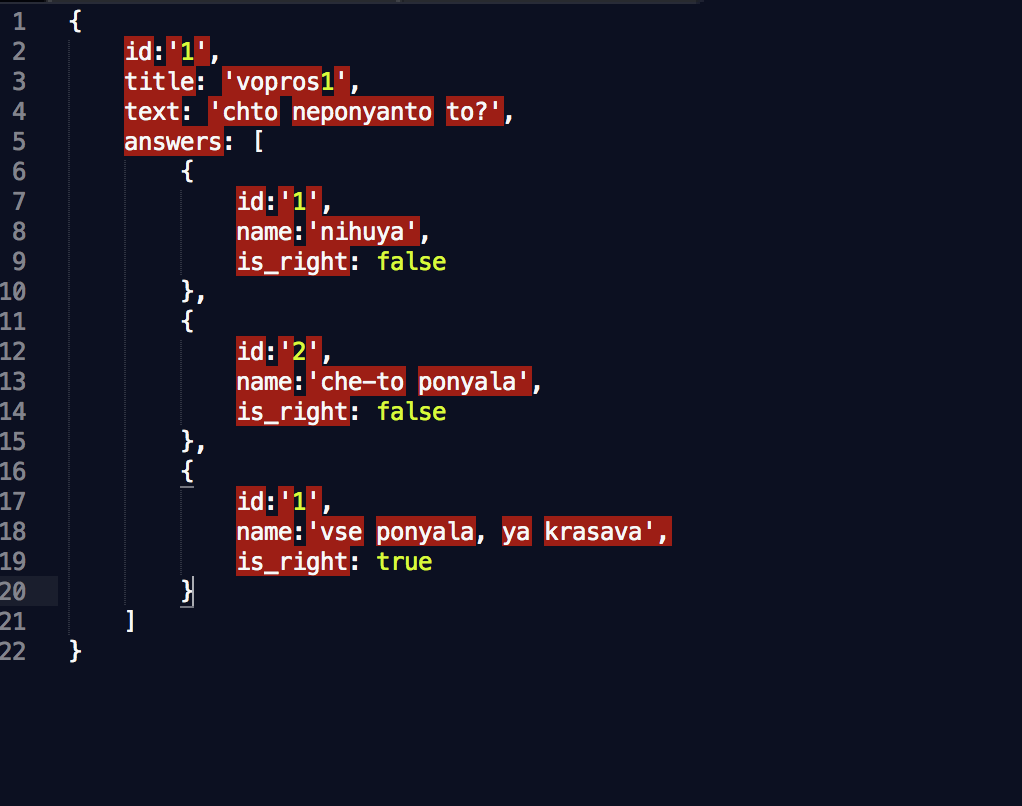 1 {
2 id:'1',
3 title: 'vopros1',
4 text: 'chto neponyanto to?',
5 answers: [
6 {
7 id:'1',
8 name:'nihuya',
9 is_right: false
10 },
11 {
12 id:'2',
13 name:'che-to ponyala',
14 is_right: false
15 },
16 {
17 id:'1',
18 name:'vse ponyala, ya krasava',
19 is_right: true
20 }
21 ]
22 }